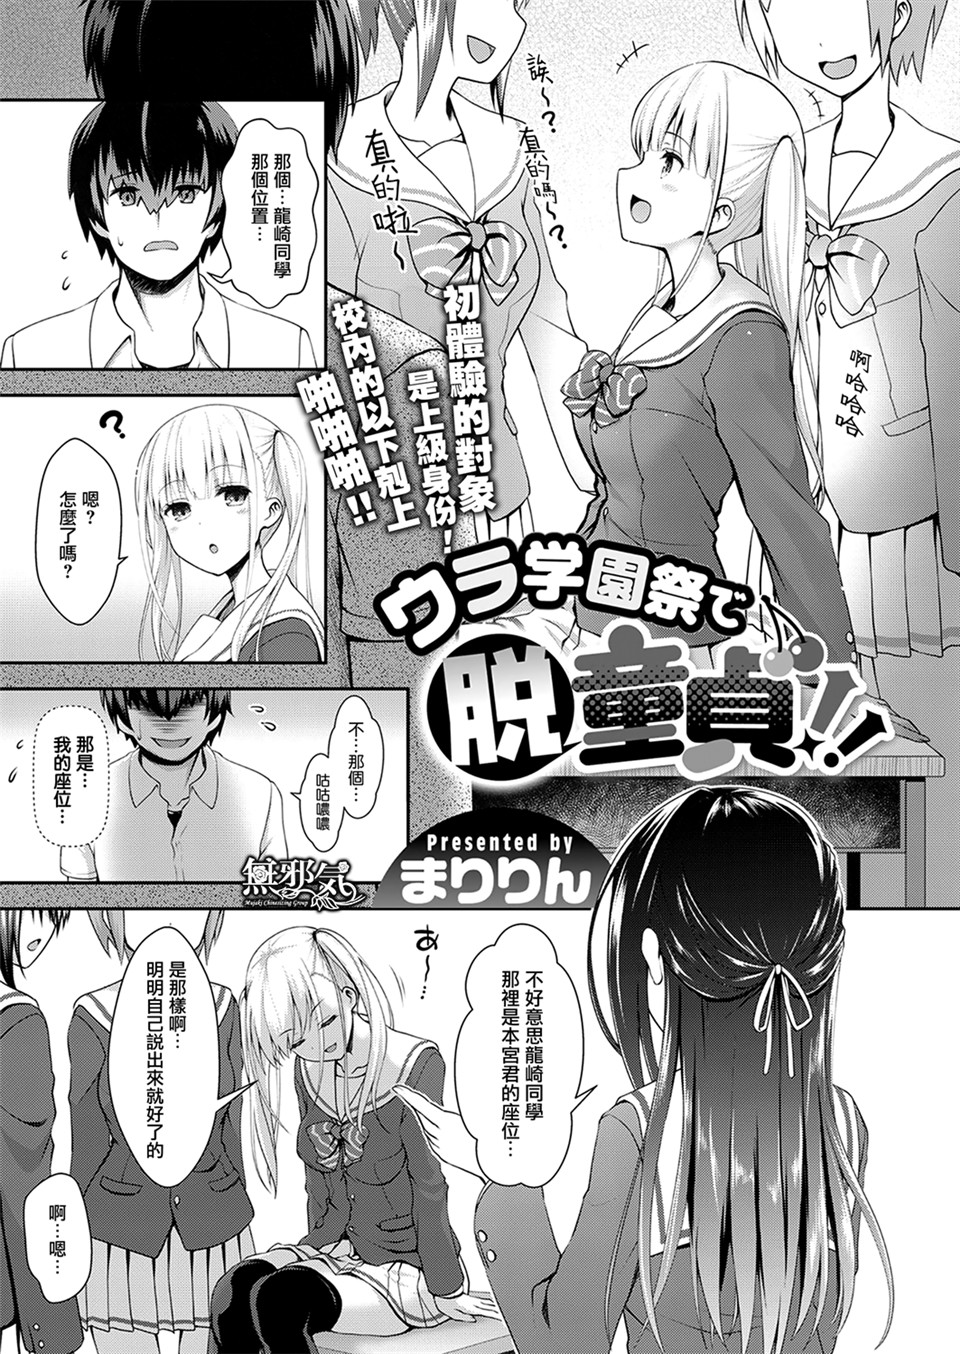 誒～？
真的嗎～？
真的啦～
啊哈哈哈
那個…龍崎同學
那個位置…
初體驗的對象
是上級身份！
校內的以下剋上
啪啪啪!!
？
嗯？
怎麼了嗎？
ウラ学園祭で
脱童貞!!
Presented by
まりりん
不…那個…
咕咕噥噥
那是…
我的座位…
無邪気
Mujaki Chinesizing Group
不好意思龍崎同學
那裡是本宮君的座位…
あ～…
是那樣啊…
明明自己説出來就好了的
啊…嗯…